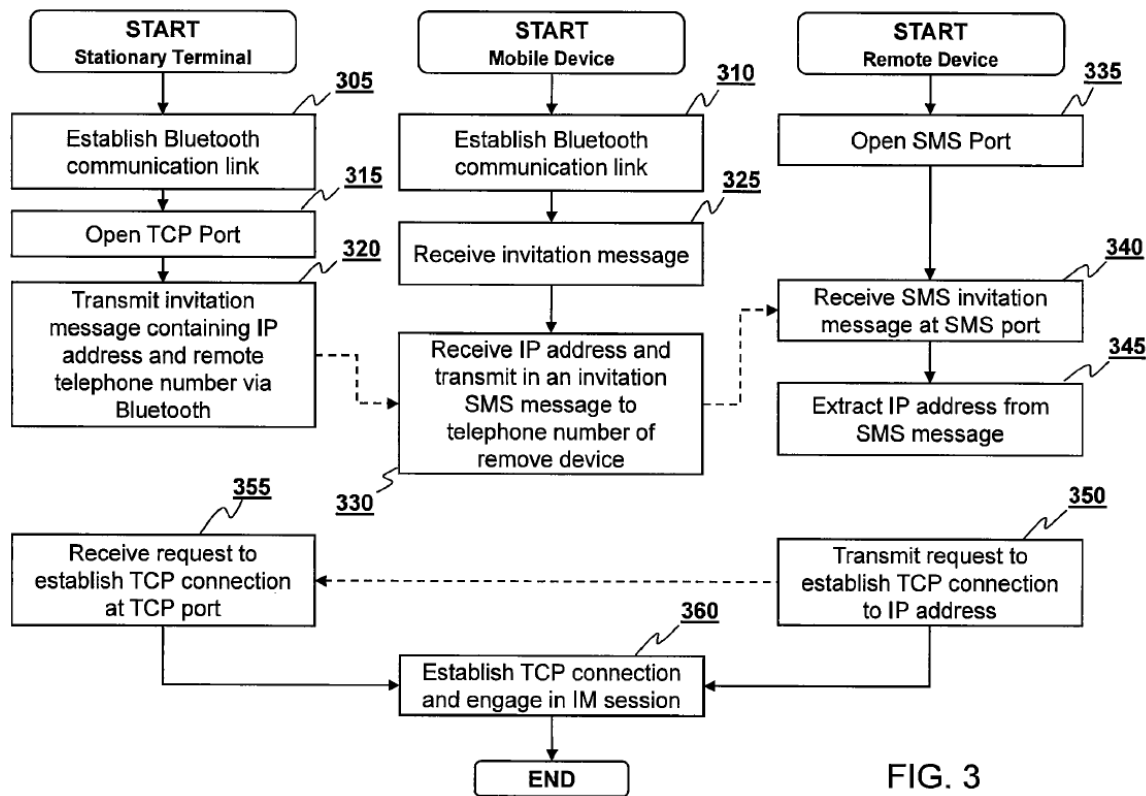 START
Stationary Terminal
305
Establish Bluetooth
communication link
315
Open TCP Port
320
Transmit invitation
message containing IP
address and remote
telephone number via
Bluetooth
START
Mobile Device
310
Establish Bluetooth
communication link
325
Receive invitation message
Receive IP address and
transmit in an invitation
SMS message to
telephone number of
remove device
330
START
Remote Device
335
Open SMS Port
340
Receive SMS invitation
message at SMS port
345
Extract IP address from
SMS message
350
Transmit request to
establish TCP connection
to IP address
355
Receive request to
establish TCP connection
at TCP port
360
Establish TCP connection
and engage in IM session
END
FIG. 3